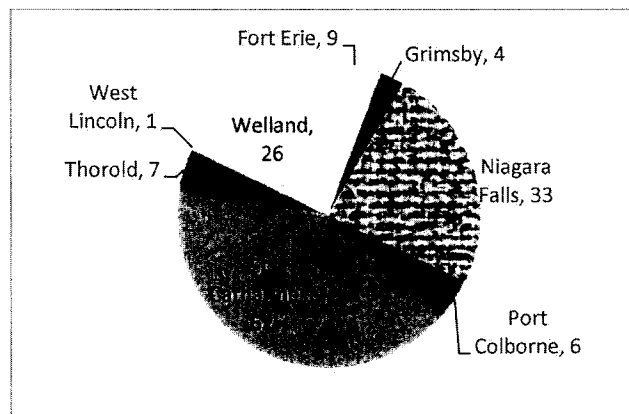 Fort Erie, 9
Grimsby, 4
West
Lincoln, 1
Welland,
26
Thorold, 7
Niagara
Falls, 33
Port
Colborne, 6